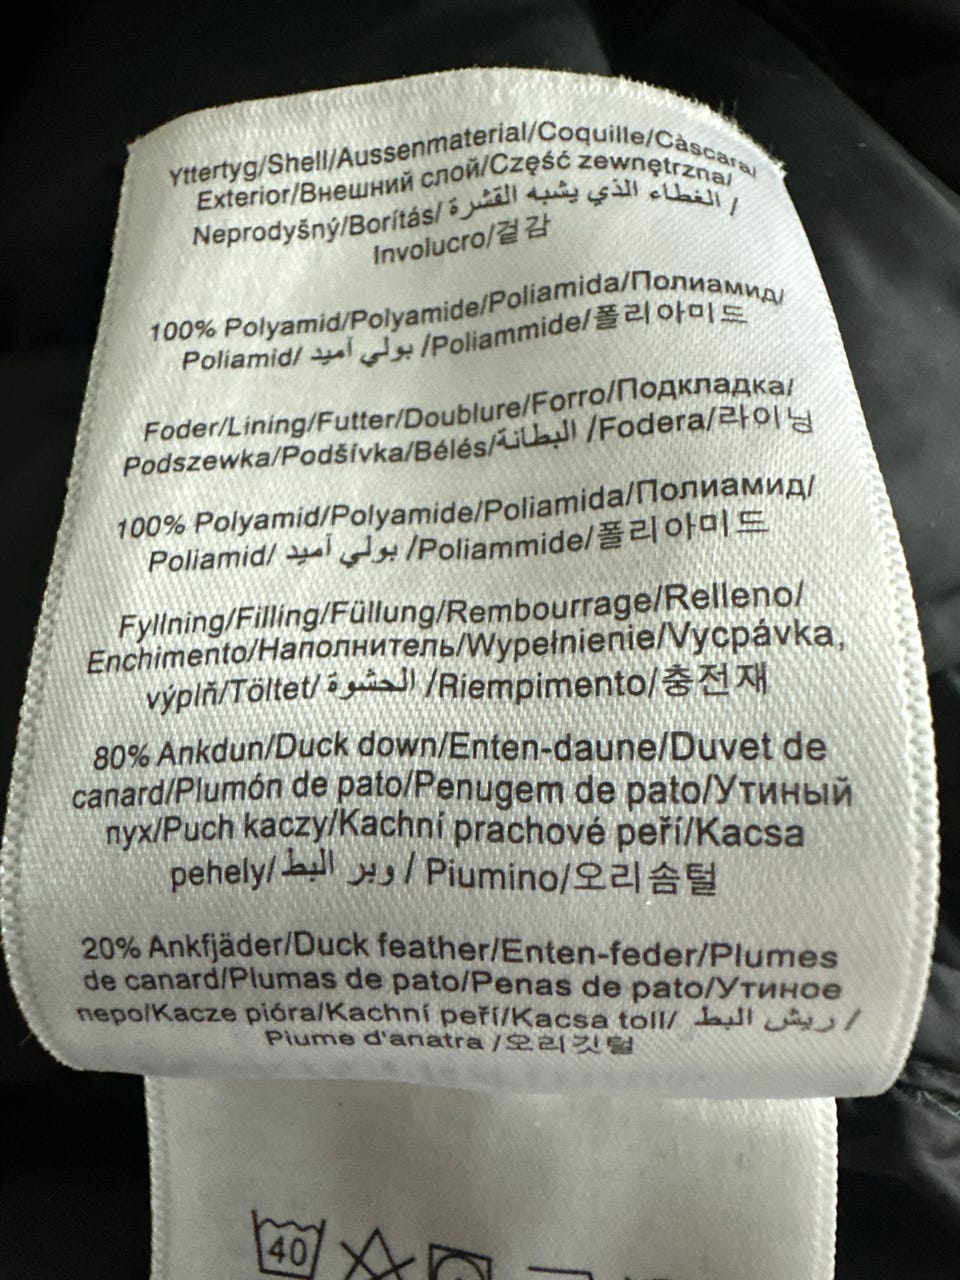 Yttertyg/Shell/Aussenmaterial/Coquille/Càscara/
Exterior/Внешний слой/Część zewnętrzna/
Neprodyšný/Borítás/ الغطاء الذي يشبه القشرة /
Involucro/겉감
100% Polyamid/Polyamide/Poliamida/Полиамид/
Poliamid/ بولي أميد /Poliammide/폴리아미드
Foder/Lining/Futter/Doublure/Forro/Подкладка/
Podszewka/Podšívka/Bélés/البطانة /Fodera/라이닝
100% Polyamid/Polyamide/Poliamida/Полиамид/
Poliamid/ بولي أميد /Poliammide/폴리아미드
Fyllning/Filling/Füllung/Rembourrage/Relleno/
Enchimento/Наполнитель/Wypełnienie/Vycpávka,
výplň/Töltet/ الحشوة /Riempimento/충전재
80% Ankdun/Duck down/Enten-daune/Duvet de
canard/Plumón de pato/Penugem de pato/Утиный
пух/Puch kaczy/Kachní prachové peří/Kacsa
pehely/ وبر البط / Piumino/오리솜털
20% Ankfjäder/Duck feather/Enten-feder/Plumes
de canard/Plumas de pato/Penas de pato/Утиное
перо/Kacze pióra/Kachní peří/Kacsa toll/ ريش البط /
Piume d'anatra /오리깃털
40